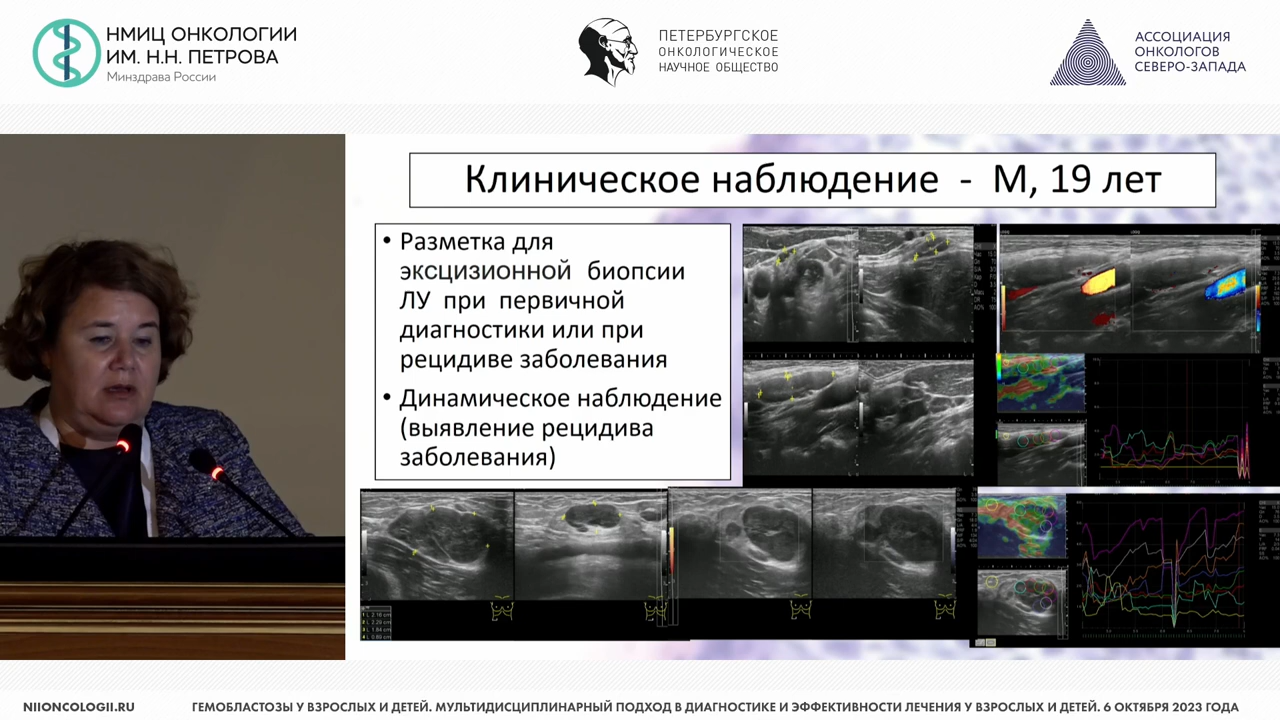 НМИЦ ОНКОЛОГИИ
ИМ. Н.Н. ПЕТРОВА
Минздрава России
ПЕТЕРБУРГСКОЕ
ОНКОЛОГИЧЕСКОЕ
НАУЧНОЕ ОБЩЕСТВО
АССОЦИАЦИЯ
ОНКОЛОГОВ
СЕВЕРО-ЗАПАДА
Клиническое наблюдение - М, 19 лет
• Разметка для
эксцизионной биопсии
ЛУ при первичной
диагностики или при
рецидиве заболевания
• Динамическое наблюдение
(выявление рецидива
заболевания)
NIIONCOLOGII.RU
ГЕМОБЛАСТОЗЫ У ВЗРОСЛЫХ И ДЕТЕЙ. МУЛЬТИДИСЦИПЛИНАРНЫЙ ПОДХОД В ДИАГНОСТИКЕ И ЭФФЕКТИВНОСТИ ЛЕЧЕНИЯ У ВЗРОСЛЫХ И ДЕТЕЙ. 6 ОКТЯБРЯ 2023 ГОДА